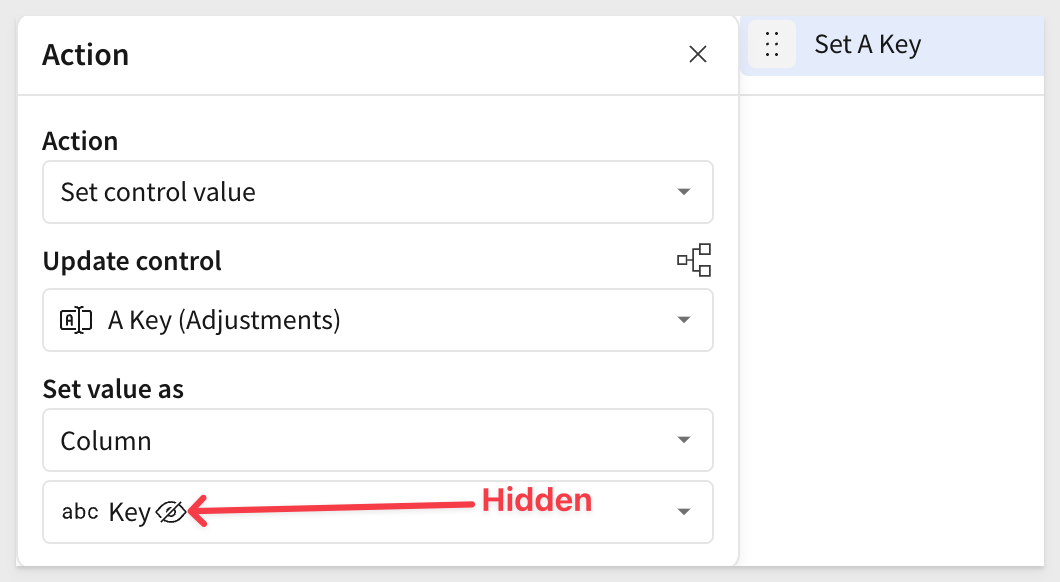 Action
Set A Key
Action
Set control value
Update control
A Key (Adjustments)
Set value as
Column
abc Key
Hidden